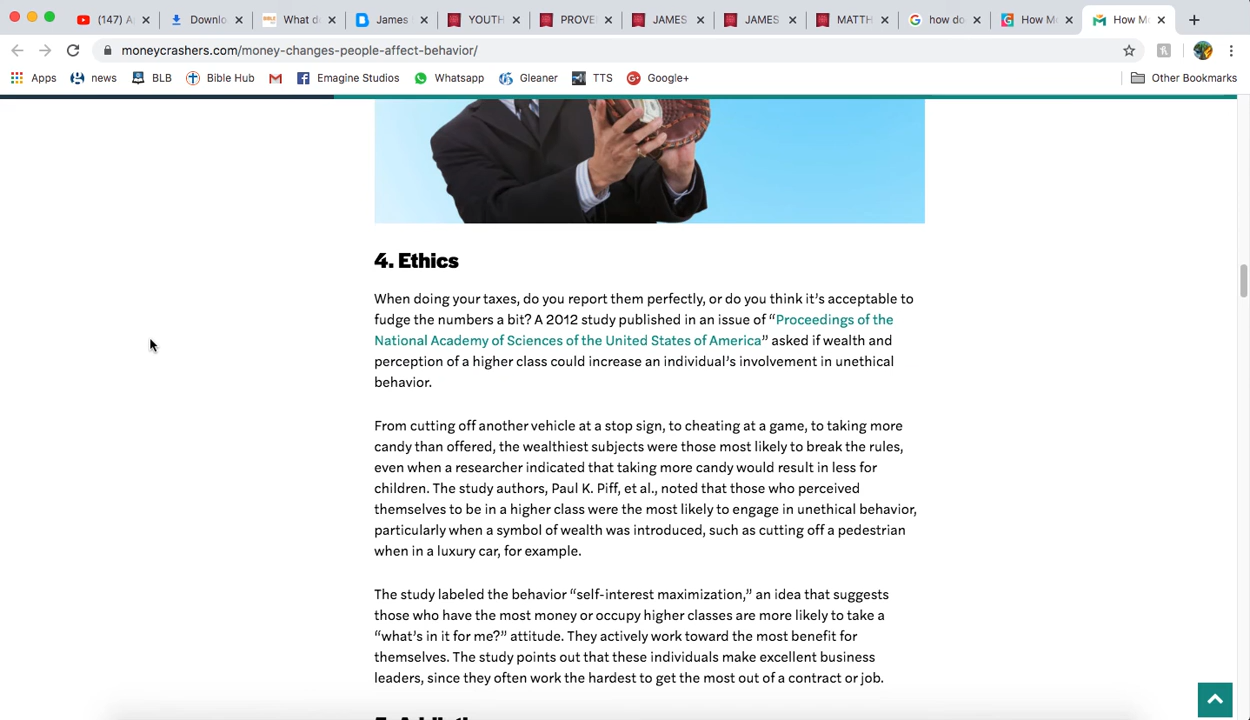 (147) A
Downlo
What d
James
YOUTH
PROVE
JAMES
JAMES
MATTH
how do
How M
How M
moneycrashers.com/money-changes-people-affect-behavior/
Apps
news
BLB
Bible Hub
Emagine Studios
Whatsapp
Gleaner
TTS
Google+
Other Bookmarks
4. Ethics
When doing your taxes, do you report them perfectly, or do you think it’s acceptable to
fudge the numbers a bit? A 2012 study published in an issue of “Proceedings of the
National Academy of Sciences of the United States of America” asked if wealth and
perception of a higher class could increase an individual’s involvement in unethical
behavior.
From cutting off another vehicle at a stop sign, to cheating at a game, to taking more
candy than offered, the wealthiest subjects were those most likely to break the rules,
even when a researcher indicated that taking more candy would result in less for
children. The study authors, Paul K. Piff, et al., noted that those who perceived
themselves to be in a higher class were the most likely to engage in unethical behavior,
particularly when a symbol of wealth was introduced, such as cutting off a pedestrian
when in a luxury car, for example.
The study labeled the behavior “self-interest maximization,” an idea that suggests
those who have the most money or occupy higher classes are more likely to take a
“what’s in it for me?” attitude. They actively work toward the most benefit for
themselves. The study points out that these individuals make excellent business
leaders, since they often work the hardest to get the most out of a contract or job.